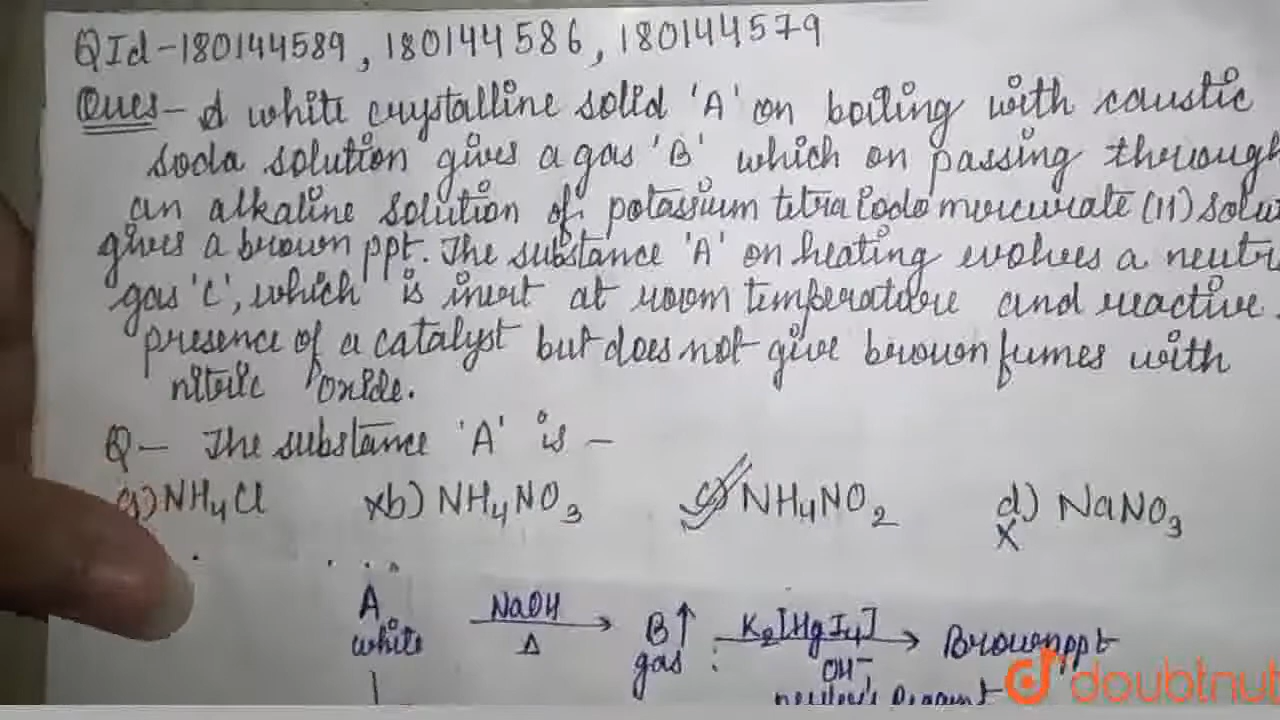 QId-180144589, 180144586, 180144579
Ques- A white crystalline solid 'A' on boiling with caustic
soda solution gives a gas 'B' which on passing through
an alkaline solution of potassium tetraiodomercurate (II) solu
gives a brown ppt. The substance 'A' on heating evolves a neutr
gas 'C', which is inert at room temperature and reactive
presence of a catalyst but does not give brown fumes with
nitric oxide.
Q- The substance 'A' is -
a) NH4Cl xb) NH4NO3 c) NH4NO2 d) NaNO3
x
A NaOH B↑ K2[HgI4] Brown ppt
white Δ gas : OH-
doubtnut